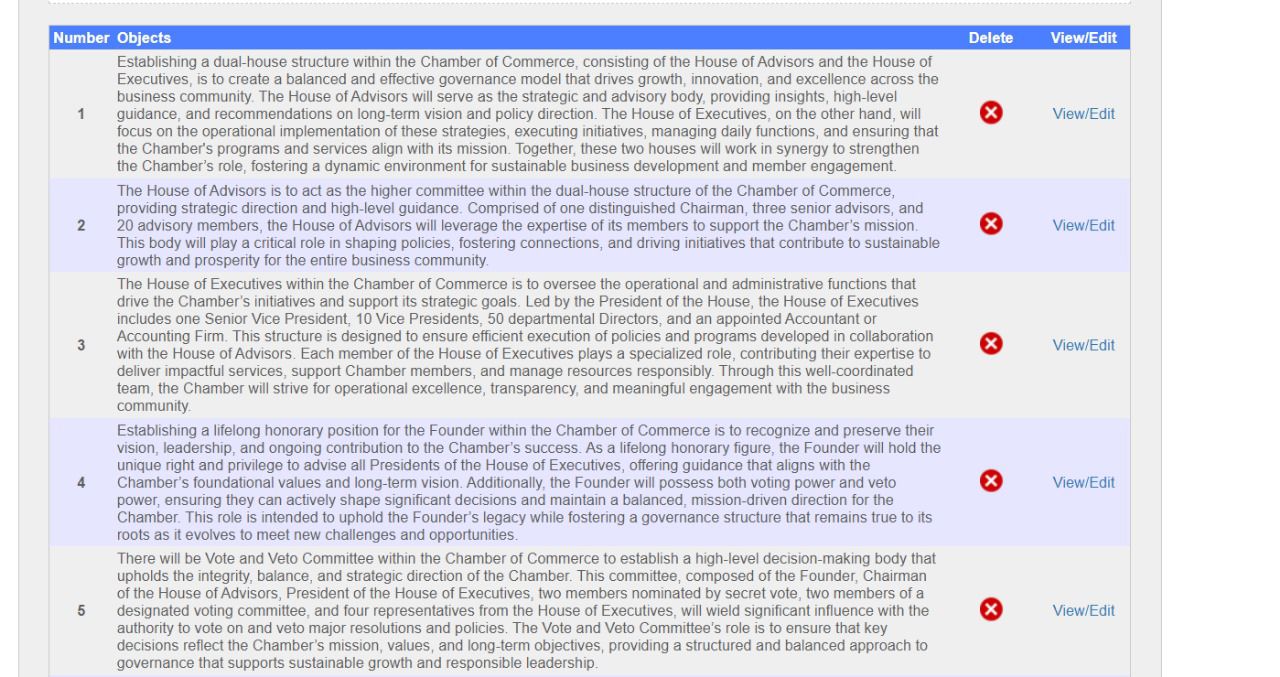 Number Objects Delete View/Edit
Establishing a dual-house structure within the Chamber of Commerce, consisting of the House of Advisors and the House of
Executives, is to create a balanced and effective governance model that drives growth, innovation, and excellence across the
business community. The House of Advisors will serve as the strategic and advisory body, providing insights, high-level
1 guidance, and recommendations on long-term vision and policy direction. The House of Executives, on the other hand, will View/Edit
focus on the operational implementation of these strategies, executing initiatives, managing daily functions, and ensuring that
the Chamber's programs and services align with its mission. Together, these two houses will work in synergy to strengthen
the Chamber’s role, fostering a dynamic environment for sustainable business development and member engagement.
The House of Advisors is to act as the higher committee within the dual-house structure of the Chamber of Commerce,
providing strategic direction and high-level guidance. Comprised of one distinguished Chairman, three senior advisors, and
2 20 advisory members, the House of Advisors will leverage the expertise of its members to support the Chamber’s mission. View/Edit
This body will play a critical role in shaping policies, fostering connections, and driving initiatives that contribute to sustainable
growth and prosperity for the entire business community.
The House of Executives within the Chamber of Commerce is to oversee the operational and administrative functions that
drive the Chamber’s initiatives and support its strategic goals. Led by the President of the House, the House of Executives
includes one Senior Vice President, 10 Vice Presidents, 50 departmental Directors, and an appointed Accountant or
3 Accounting Firm. This structure is designed to ensure efficient execution of policies and programs developed in collaboration View/Edit
with the House of Advisors. Each member of the House of Executives plays a specialized role, contributing their expertise to
deliver impactful services, support Chamber members, and manage resources responsibly. Through this well-coordinated
team, the Chamber will strive for operational excellence, transparency, and meaningful engagement with the business
community.
Establishing a lifelong honorary position for the Founder within the Chamber of Commerce is to recognize and preserve their
vision, leadership, and ongoing contribution to the Chamber’s success. As a lifelong honorary figure, the Founder will hold the
unique right and privilege to advise all Presidents of the House of Executives, offering guidance that aligns with the
4 Chamber’s foundational values and long-term vision. Additionally, the Founder will possess both voting power and veto View/Edit
power, ensuring they can actively shape significant decisions and maintain a balanced, mission-driven direction for the
Chamber. This role is intended to uphold the Founder’s legacy while fostering a governance structure that remains true to its
roots as it evolves to meet new challenges and opportunities.
There will be Vote and Veto Committee within the Chamber of Commerce to establish a high-level decision-making body that
upholds the integrity, balance, and strategic direction of the Chamber. This committee, composed of the Founder, Chairman
of the House of Advisors, President of the House of Executives, two members nominated by secret vote, two members of a
5 designated voting committee, and four representatives from the House of Executives, will wield significant influence with the View/Edit
authority to vote on and veto major resolutions and policies. The Vote and Veto Committee’s role is to ensure that key
decisions reflect the Chamber’s mission, values, and long-term objectives, providing a structured and balanced approach to
governance that supports sustainable growth and responsible leadership.